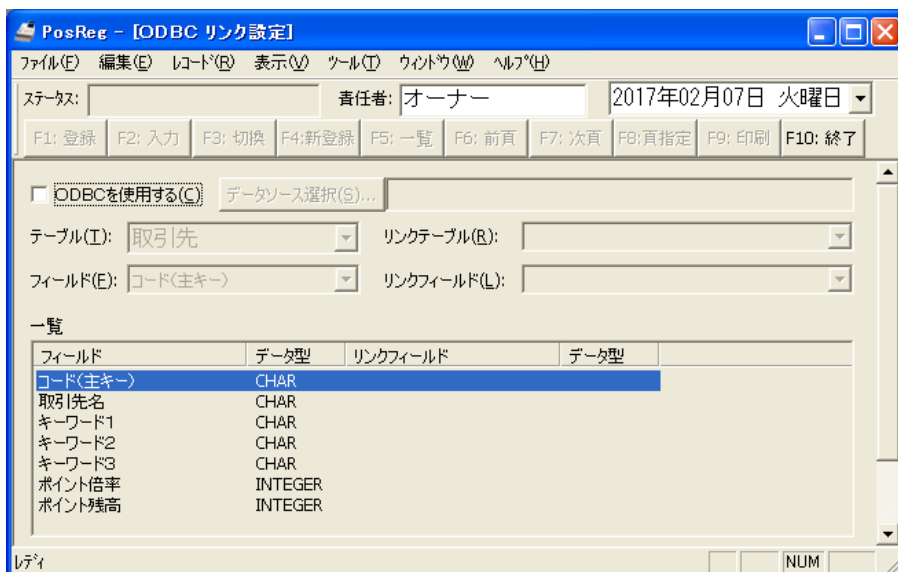 PosReg - [ODBC リンク設定]
ファイル(F) 編集(E) レコード(R) 表示(V) ツール(T) ウィンドウ(W) ヘルプ(H)
ステータス: 責任者: オーナー 2017年02月07日 火曜日
F1: 登録 F2: 入力 F3: 切換 F4:新登録 F5: 一覧 F6: 前頁 F7: 次頁 F8:頁指定 F9: 印刷 F10: 終了
ODBCを使用する(C) データソース選択(S)...
テーブル(T): 取引先 リンクテーブル(R):
フィールド(F): コード(主キー) リンクフィールド(L):
一覧
フィールド データ型 リンクフィールド データ型
コード(主キー) CHAR
取引先名 CHAR
キーワード1 CHAR
キーワード2 CHAR
キーワード3 CHAR
ポイント倍率 INTEGER
ポイント残高 INTEGER
レディ NUM